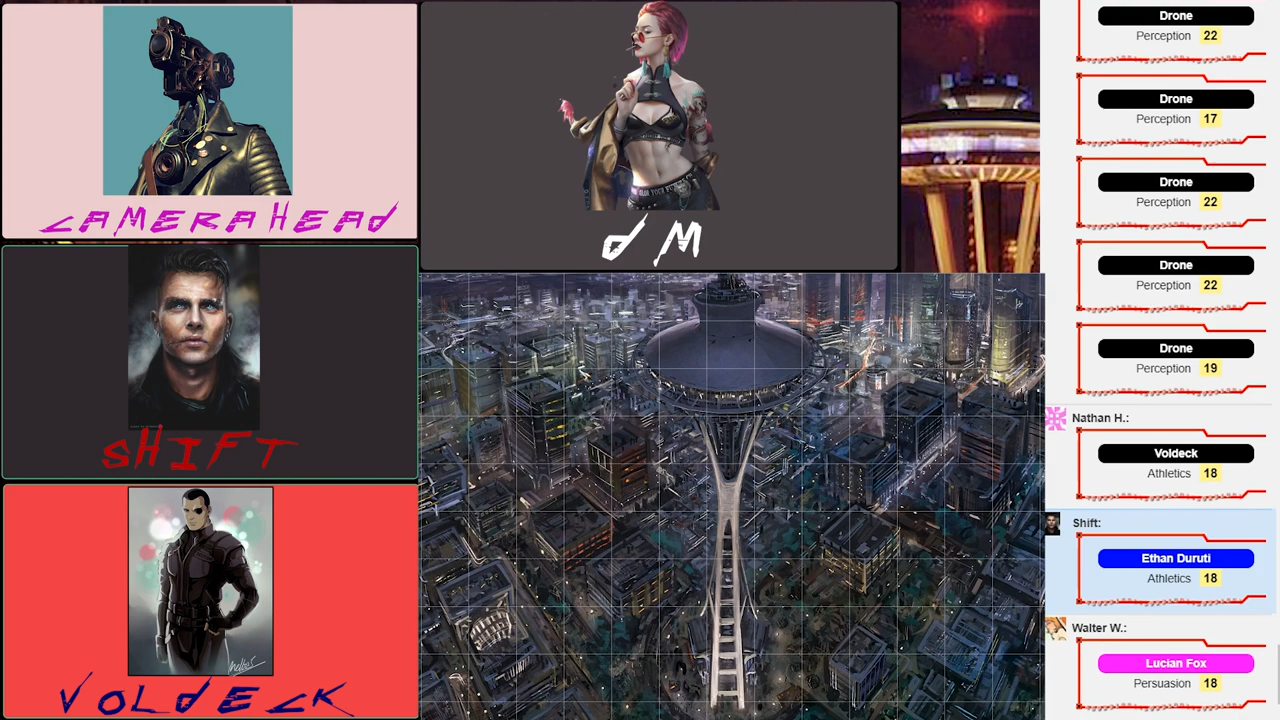 CAMERAHEAD
SHIFT
VOLDECK
DM
Drone
Perception 22
Drone
Perception 17
Drone
Perception 22
Drone
Perception 22
Drone
Perception 19
Nathan H.:
Voldeck
Athletics 18
Shift:
Ethan Duruti
Athletics 18
Walter W.:
Lucian Fox
Persuasion 18